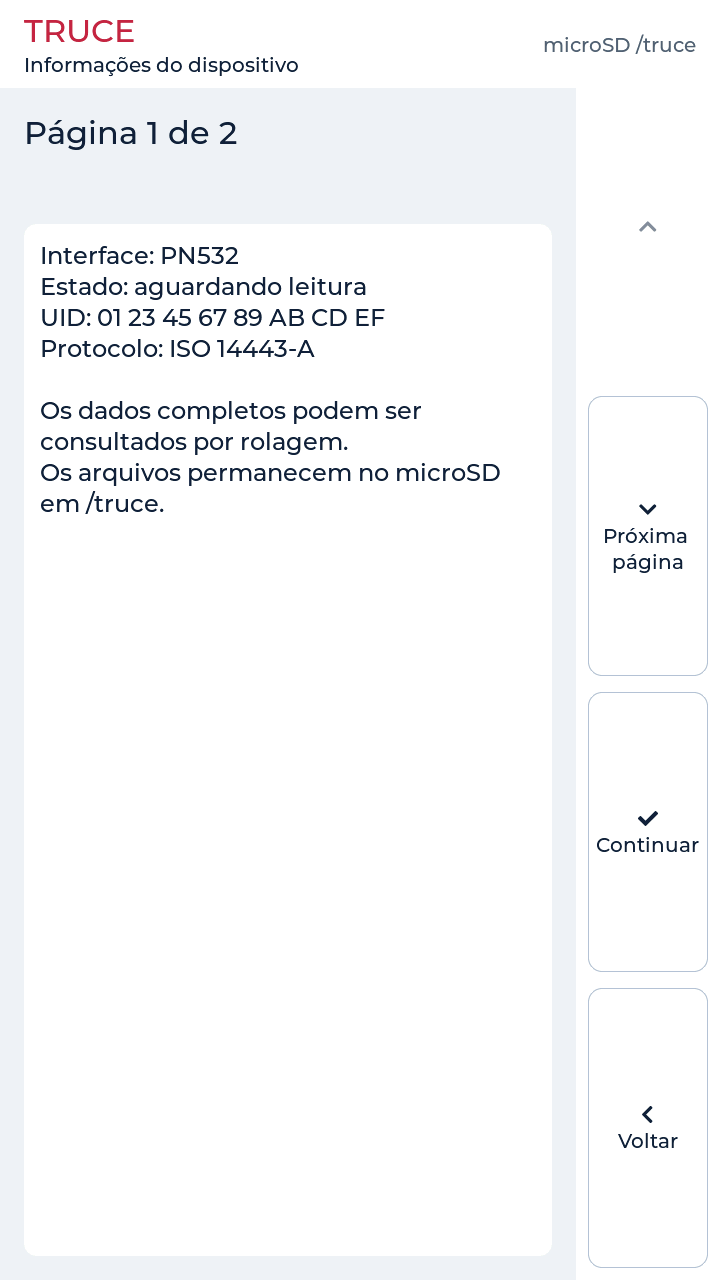 TRUCE
Informações do dispositivo
microSD /truce
Página 1 de 2
Interface: PN532
Estado: aguardando leitura
UID: 01 23 45 67 89 AB CD EF
Protocolo: ISO 14443-A
Os dados completos podem ser
consultados por rolagem.
Os arquivos permanecem no microSD
em /truce.
Próxima
página
Continuar
Voltar